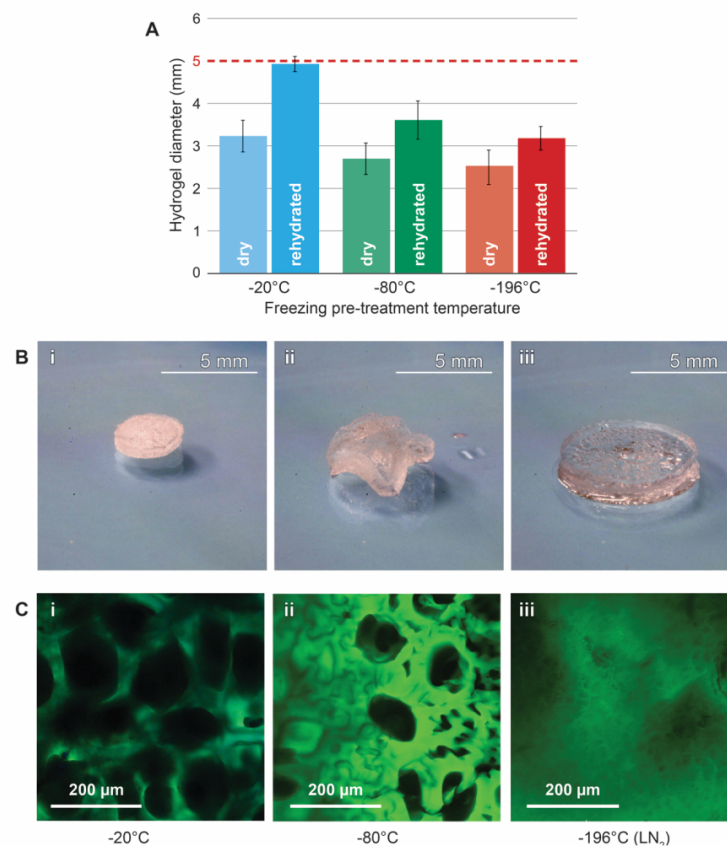 A
6
5
4
3
2
1
0
Hydrogel diameter (mm)
dry
rehydrated
dry
rehydrated
dry
rehydrated
-20°C
-80°C
-196°C
Freezing pre-treatment temperature
B
i
5 mm
ii
5 mm
iii
5 mm
C
i
200 µm
ii
200 µm
iii
200 µm
-20°C
-80°C
-196°C (LN₂)